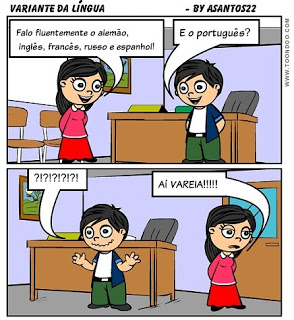 VARIANTE DA LÍNGUA - BY ASANTOS22
Falo fluentemente o alemão,
inglês, francês, russo e espanhol!
E o português?
?!?!?!?!?!
Aí VAREIA!!!!!
WWW.TOONDOO.COM